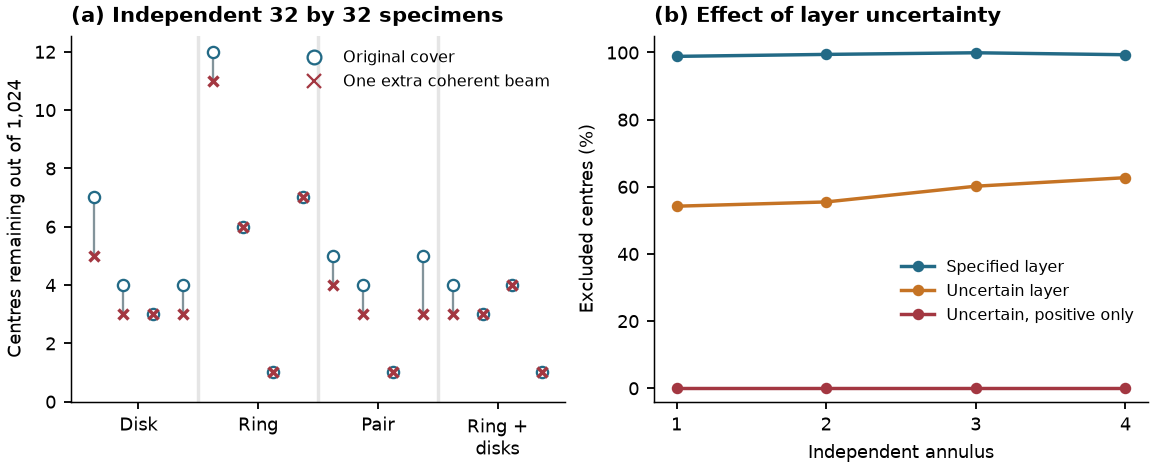 (a) Independent 32 by 32 specimens
Centres remaining out of 1,024
12
10
8
6
4
2
0
Original cover
One extra coherent beam
Disk
Ring
Pair
Ring +
disks
(b) Effect of layer uncertainty
Excluded centres (%)
100
80
60
40
20
0
Specified layer
Uncertain layer
Uncertain, positive only
1
2
3
4
Independent annulus